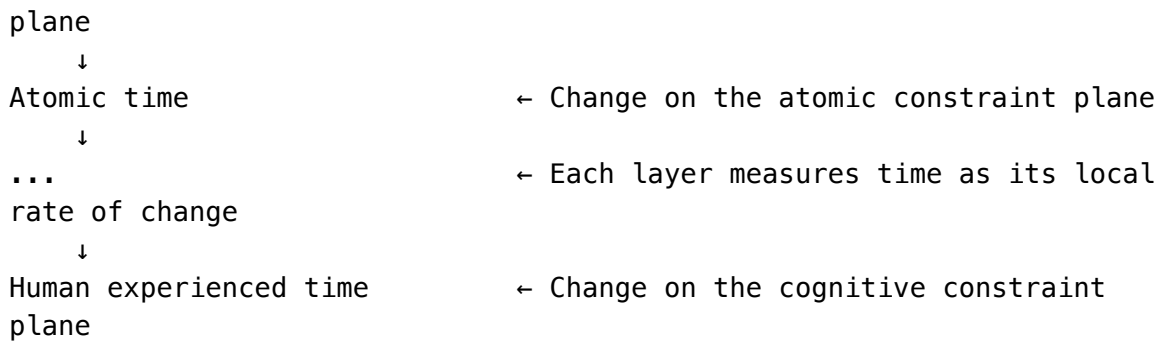 plane
↓
Atomic time ← Change on the atomic constraint plane
↓
... ← Each layer measures time as its local
rate of change
↓
Human experienced time ← Change on the cognitive constraint
plane